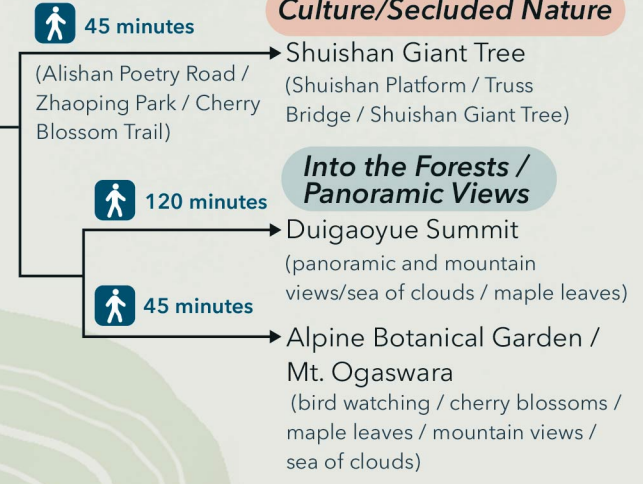 Culture/Secluded Nature
45 minutes
Shuishan Giant Tree
(Alishan Poetry Road /
Zhaoping Park / Cherry
Blossom Trail)
(Shuishan Platform / Truss
Bridge / Shuishan Giant Tree)
Into the Forests /
Panoramic Views
120 minutes
Duigaoyue Summit
(panoramic and mountain
views/sea of clouds / maple leaves)
45 minutes
Alpine Botanical Garden /
Mt. Ogaswara
(bird watching / cherry blossoms /
maple leaves / mountain views /
sea of clouds)